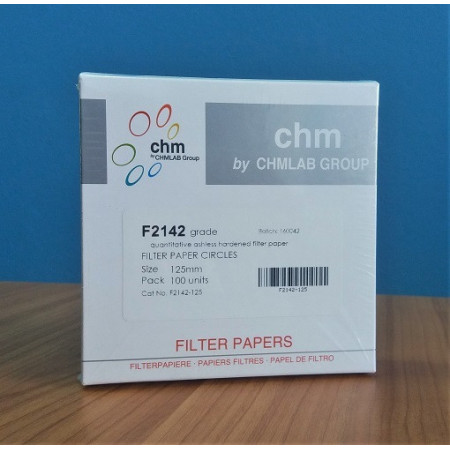 chm
by CHMLAB Group
chm
by CHMLAB GROUP
F2142 grade
160043
quantitative ashless hardened filter paper
FILTER PAPER CIRCLES
Size 125mm
Pack 100 units
Cat No. F2142-125
F2142-125
FILTER PAPERS
FILTERPAPIERE · PAPIERS FILTRES · PAPEL DE FILTRO